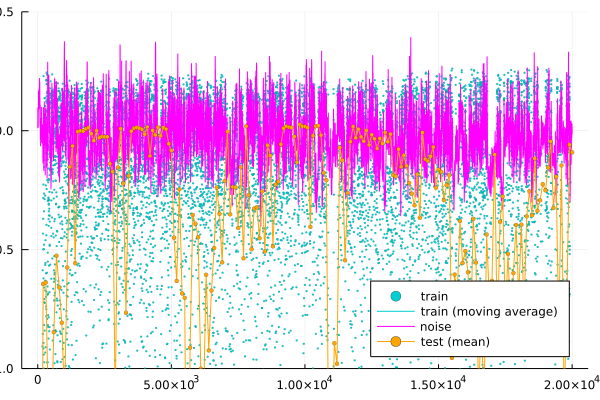 0.5
0.0
0.5
1.0
0
5.00×10³
1.00×10⁴
1.50×10⁴
2.00×10⁴
train
train (moving average)
noise
test (mean)